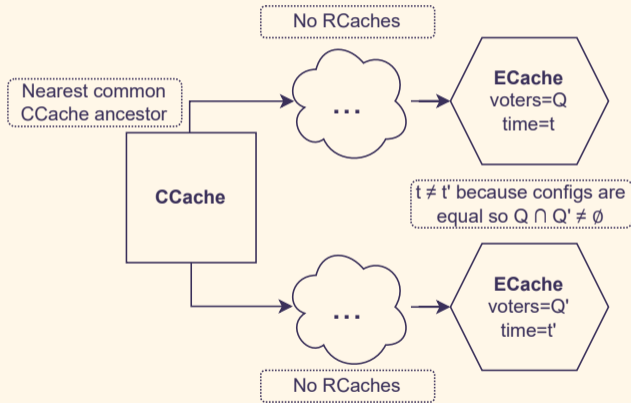 No RCaches
Nearest common
CCache ancestor
...
ECache
voters=Q
time=t
CCache
t ≠ t' because configs are
equal so Q ∩ Q' ≠ ∅
...
ECache
voters=Q'
time=t'
No RCaches